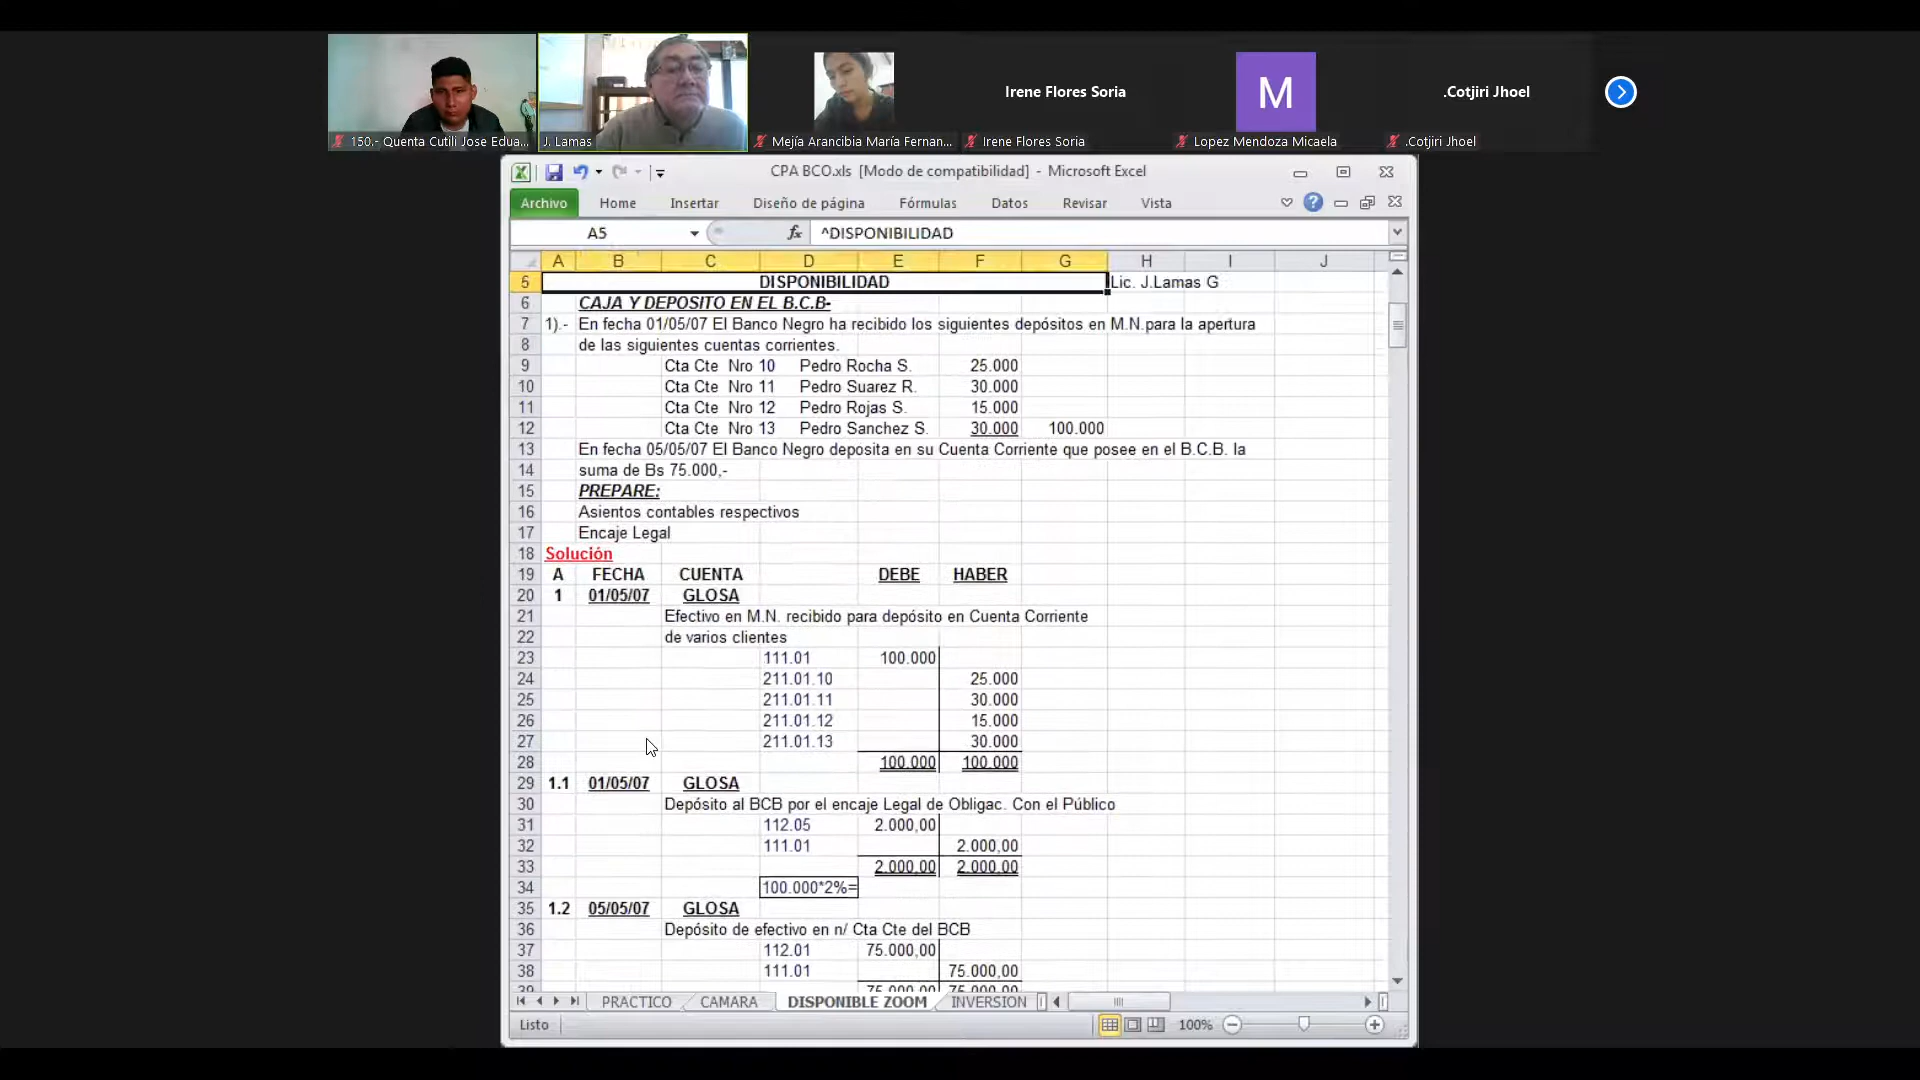 Irene Flores Soria
M
.Cotjiri Jhoel
150.- Quenta Cutili Jose Edua...
J. Lamas
Mejía Arancibia María Fernan...
Irene Flores Soria
Lopez Mendoza Micaela
.Cotjiri Jhoel
CPA BCO.xls [Modo de compatibilidad] - Microsoft Excel
Archivo Home Insertar Diseño de página Fórmulas Datos Revisar Vista
A5 fx ^DISPONIBILIDAD
A B C D E F G H I J
5 DISPONIBILIDAD Lic. J.Lamas G
6 CAJA Y DEPOSITO EN EL B.C.B-
7 1).- En fecha 01/05/07 El Banco Negro ha recibido los siguientes depósitos en M.N.para la apertura
8 de las siguientes cuentas corrientes.
9 Cta Cte Nro 10 Pedro Rocha S. 25.000
10 Cta Cte Nro 11 Pedro Suarez R. 30.000
11 Cta Cte Nro 12 Pedro Rojas S. 15.000
12 Cta Cte Nro 13 Pedro Sanchez S. 30.000 100.000
13 En fecha 05/05/07 El Banco Negro deposita en su Cuenta Corriente que posee en el B.C.B. la
14 suma de Bs 75.000,-
15 PREPARE:
16 Asientos contables respectivos
17 Encaje Legal
18 Solución
19 A FECHA CUENTA DEBE HABER
20 1 01/05/07 GLOSA
21 Efectivo en M.N. recibido para depósito en Cuenta Corriente
22 de varios clientes
23 111.01 100.000
24 211.01.10 25.000
25 211.01.11 30.000
26 211.01.12 15.000
27 211.01.13 30.000
28 100.000 100.000
29 1.1 01/05/07 GLOSA
30 Depósito al BCB por el encaje Legal de Obligac. Con el Público
31 112.05 2.000,00
32 111.01 2.000,00
33 2.000,00 2.000,00
34 100.000*2%=
35 1.2 05/05/07 GLOSA
36 Depósito de efectivo en n/ Cta Cte del BCB
37 112.01 75.000,00
38 111.01 75.000,00
39 75.000,00 75.000,00
PRACTICO CAMARA DISPONIBLE ZOOM INVERSION
Listo 100%